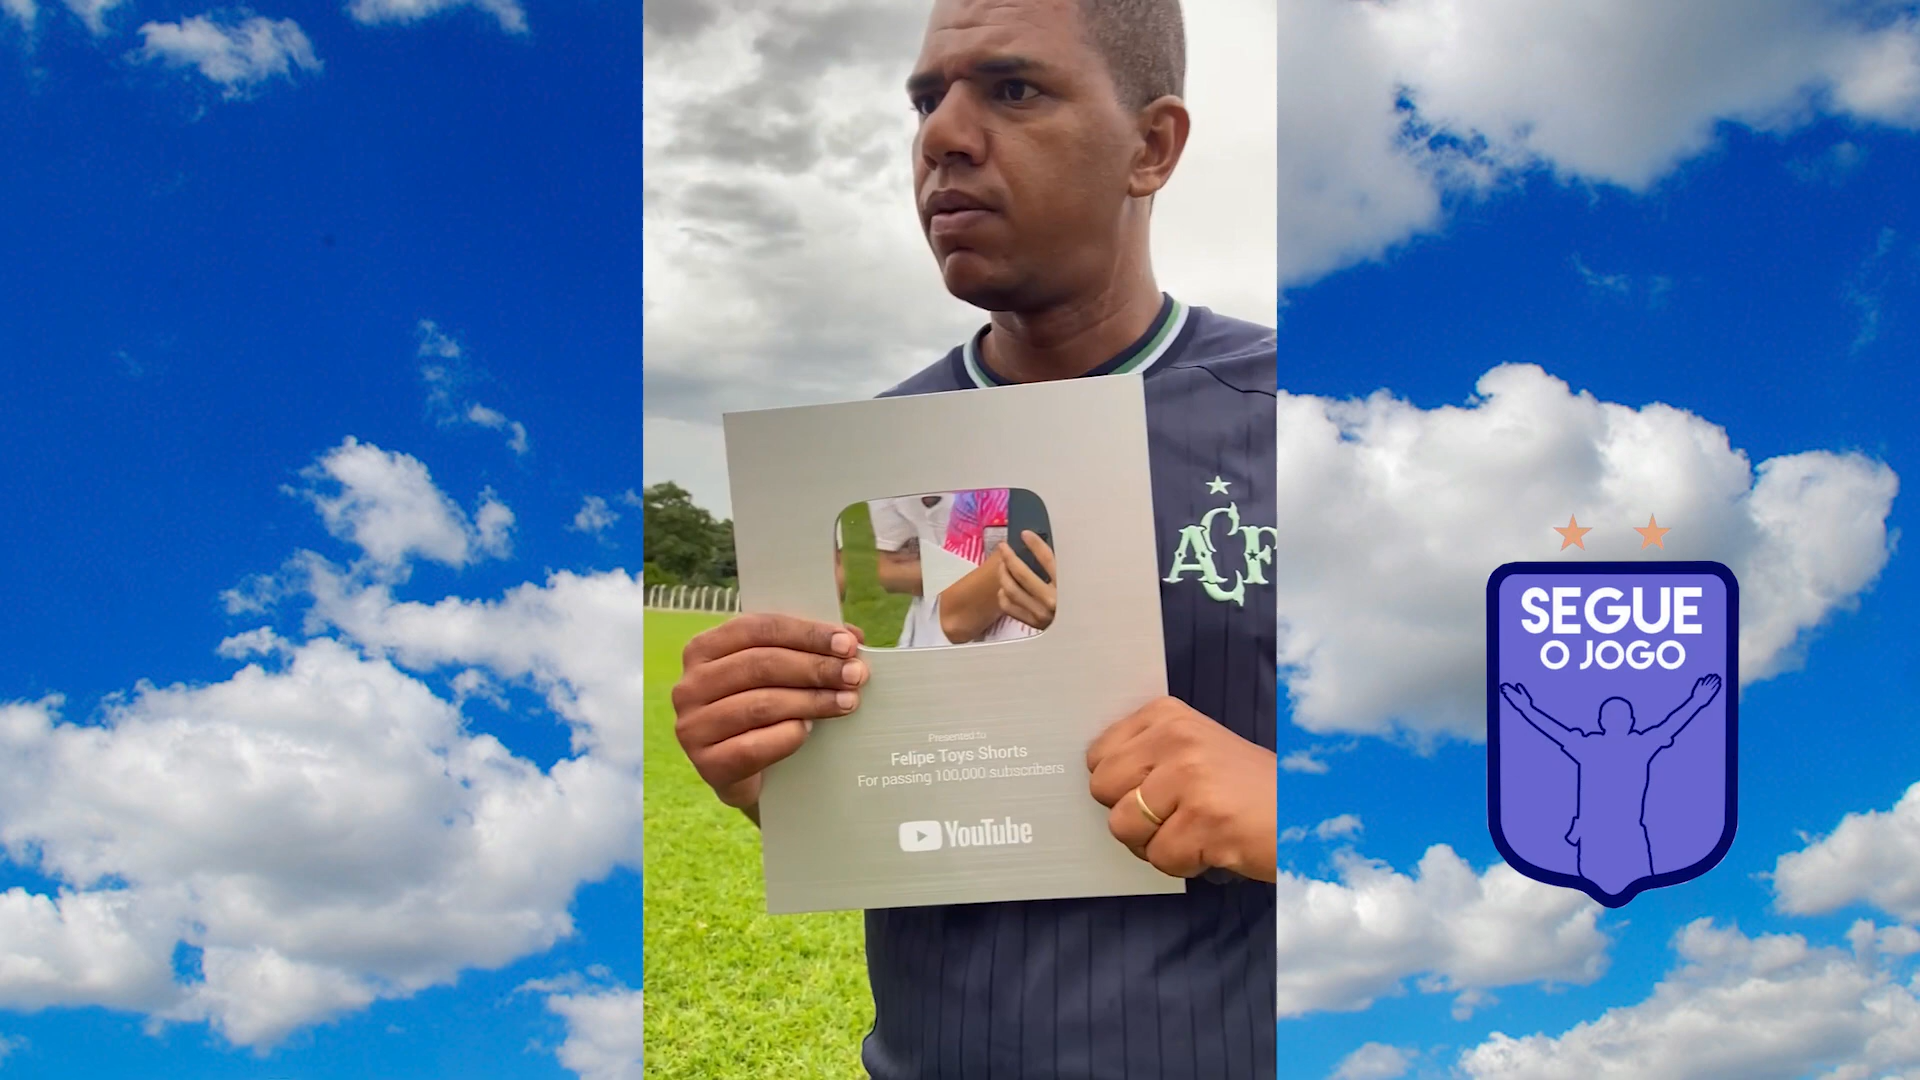 ACF
SEGUE
O JOGO
Presented to
Felipe Toys Shorts
For passing 100,000 subscribers
YouTube